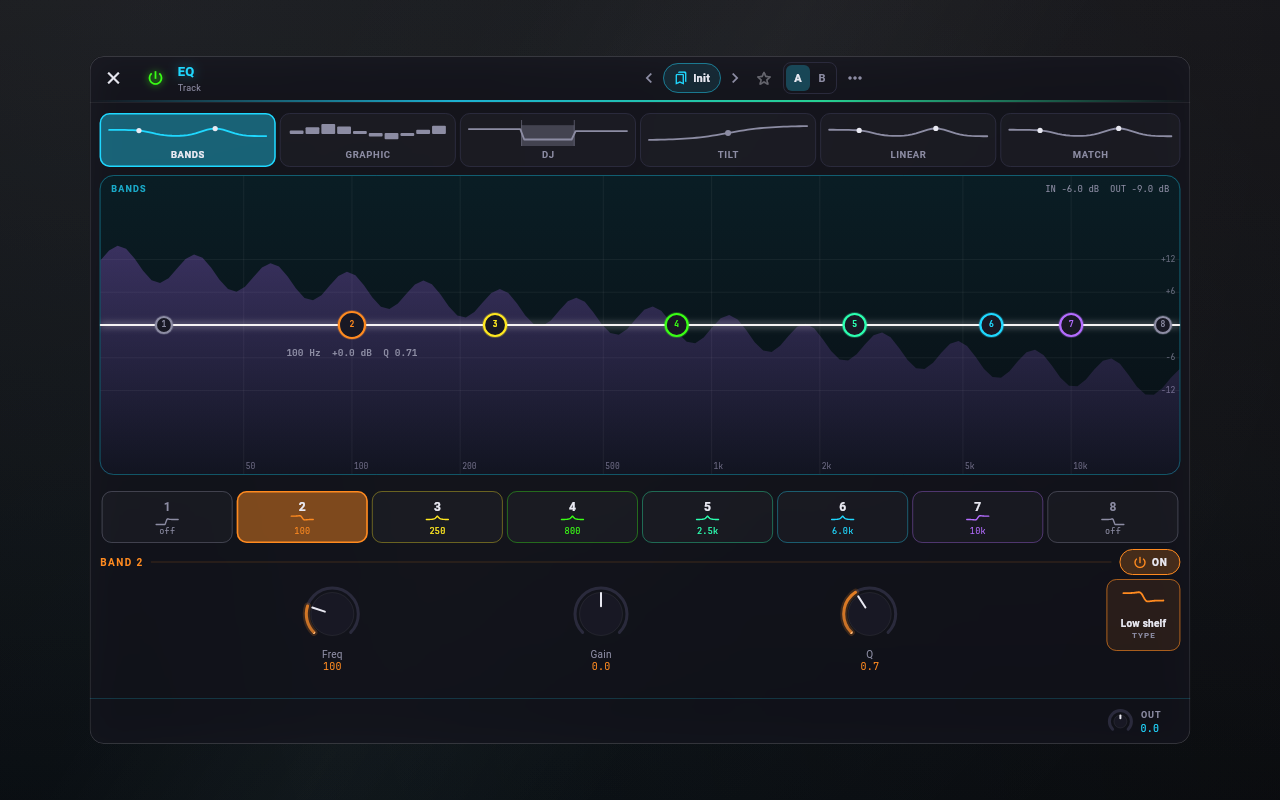 EQ
Track
Init
A B
BANDS GRAPHIC DJ TILT LINEAR MATCH
BANDS IN -6.0 dB OUT -9.0 dB
+12
+6
1 2 3 4 5 6 7 8
100 Hz +0.0 dB Q 0.71
-6
-12
50 100 200 500 1k 2k 5k 10k
1 2 3 4 5 6 7 8
off 100 250 800 2.5k 6.0k 10k off
BAND 2 ON
Low shelf
TYPE
Freq Gain Q
100 0.0 0.7
OUT
0.0